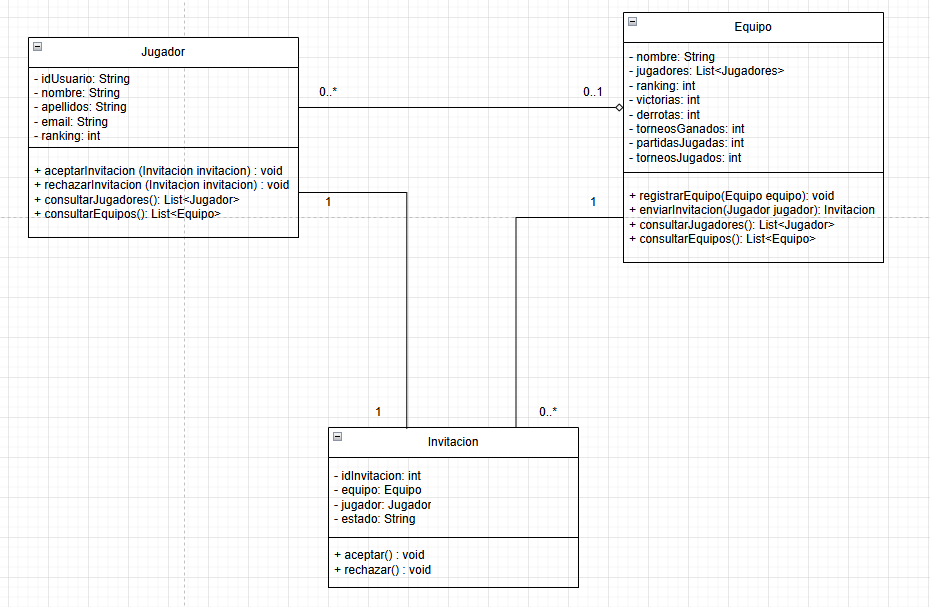 Jugador
- idUsuario: String
- nombre: String
- apellidos: String
- email: String
- ranking: int
+ aceptarInvitacion (Invitacion invitacion) : void
+ rechazarInvitacion (Invitacion invitacion) : void
+ consultarJugadores(): List<Jugador>
+ consultarEquipos(): List<Equipo>
0..*
0..1
Equipo
- nombre: String
- jugadores: List<Jugadores>
- ranking: int
- victorias: int
- derrotas: int
- torneosGanados: int
- partidasJugadas: int
- torneosJugados: int
+ registrarEquipo(Equipo equipo): void
+ enviarInvitacion(Jugador jugador): Invitacion
+ consultarJugadores(): List<Jugador>
+ consultarEquipos(): List<Equipo>
1
1
1
0..*
Invitacion
- idInvitacion: int
- equipo: Equipo
- jugador: Jugador
- estado: String
+ aceptar() : void
+ rechazar() : void